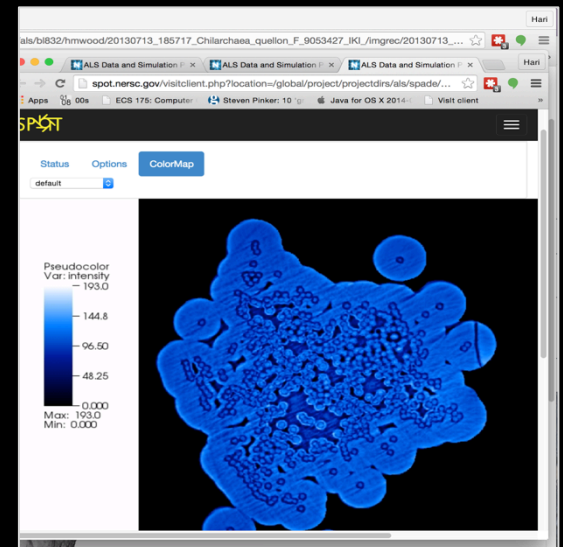 Hari
als/bl832/hmwood/20130713_185717_Chilarchaea_quellon_F_9053427_IKI_/imgrec/20130713_...
ALS Data and Simulation
ALS Data and Simulation
ALS Data and Simulation
Hari
spot.nersc.gov/visitclient.php?location=/global/project/projectdirs/als/spade/...
Apps
00s
ECS 175: Computer
Steven Pinker: 10
Java for OS X 2014-
Visit client
»
SPOT
Status Options ColorMap
default
Pseudocolor
Var: intensity
193.0
144.8
96.50
48.25
0.000
Max: 193.0
Min: 0.000